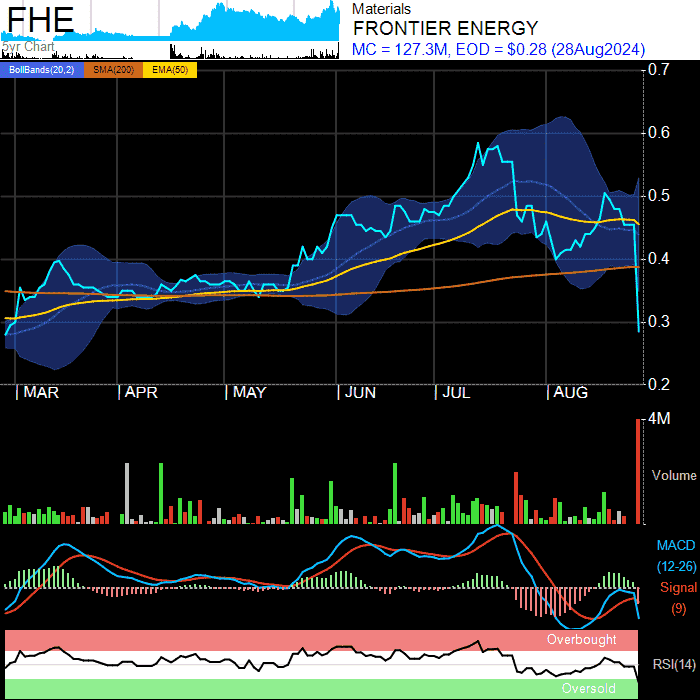 FHE
5yr Chart
Materials
FRONTIER ENERGY
MC = 127.3M, EOD = $0.28 (28Aug2024)
BollBands(20,2) SMA(200) EMA(50)
0.7
0.6
0.5
0.4
0.3
0.2
MAR APR MAY JUN JUL AUG
4M
Volume
MACD
(12-26)
Signal
(9)
Overbought
RSI(14)
Oversold